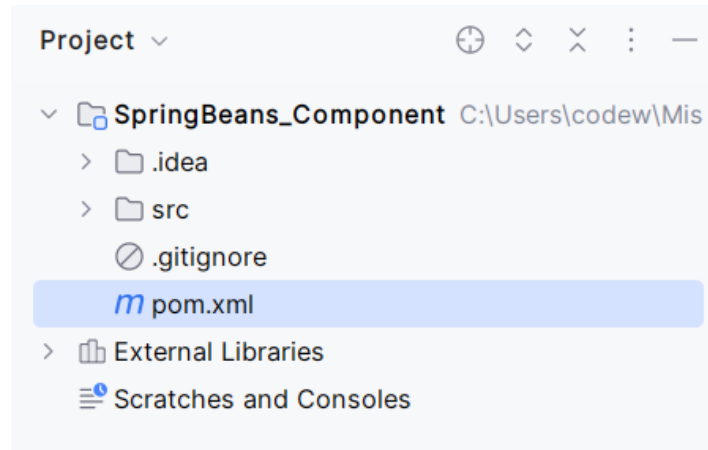 Project
SpringBeans_Component C:\Users\codew\Mis
.idea
src
.gitignore
m pom.xml
External Libraries
Scratches and Consoles